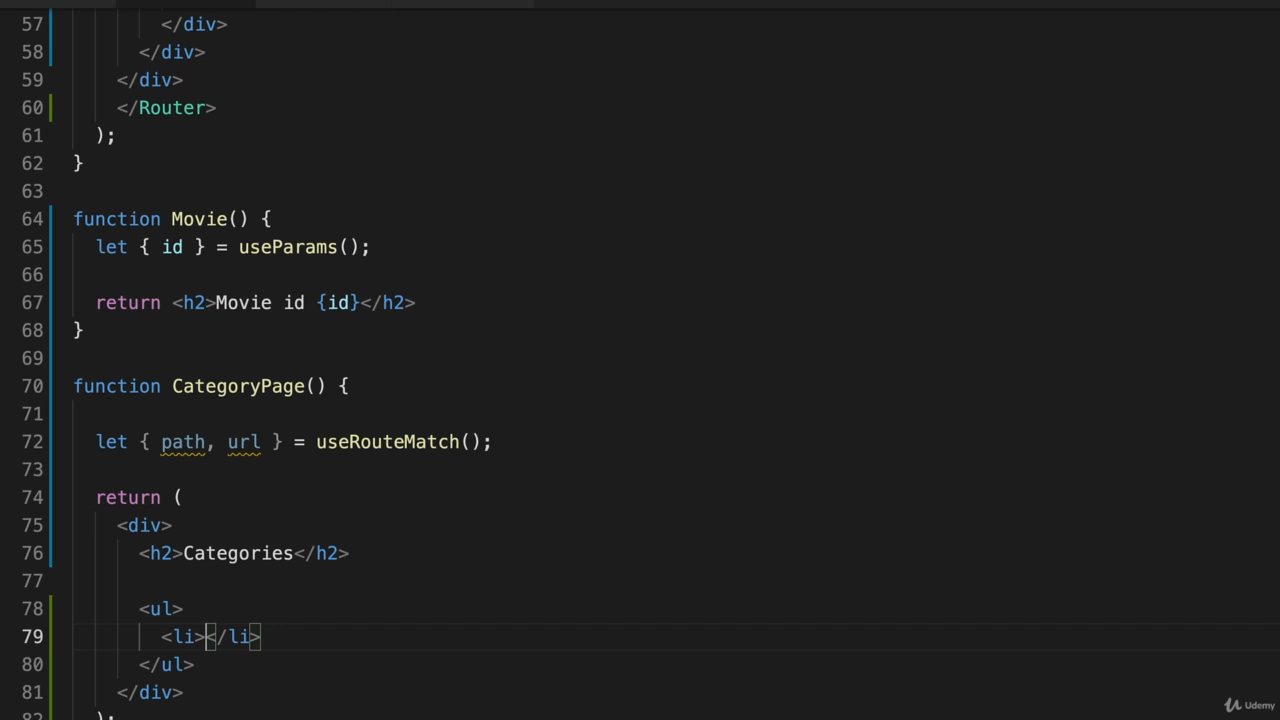 57 </div>
58 </div>
59 </div>
60 </Router>
61 );
62 }
63
64 function Movie() {
65 let { id } = useParams();
66
67 return <h2>Movie id {id}</h2>
68 }
69
70 function CategoryPage() {
71
72 let { path, url } = useRouteMatch();
73
74 return (
75 <div>
76 <h2>Categories</h2>
77
78 <ul>
79 <li></li>
80 </ul>
81 </div>
82 );
Udemy